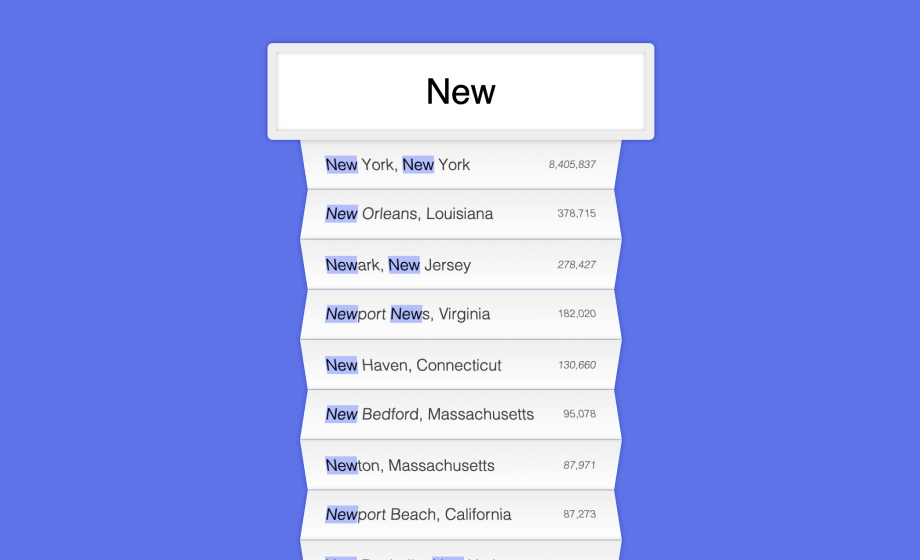 New
New York, New York 8,405,837
New Orleans, Louisiana 378,715
Newark, New Jersey 278,427
Newport News, Virginia 182,020
New Haven, Connecticut 130,660
New Bedford, Massachusetts 95,078
Newton, Massachusetts 87,971
Newport Beach, California 87,273